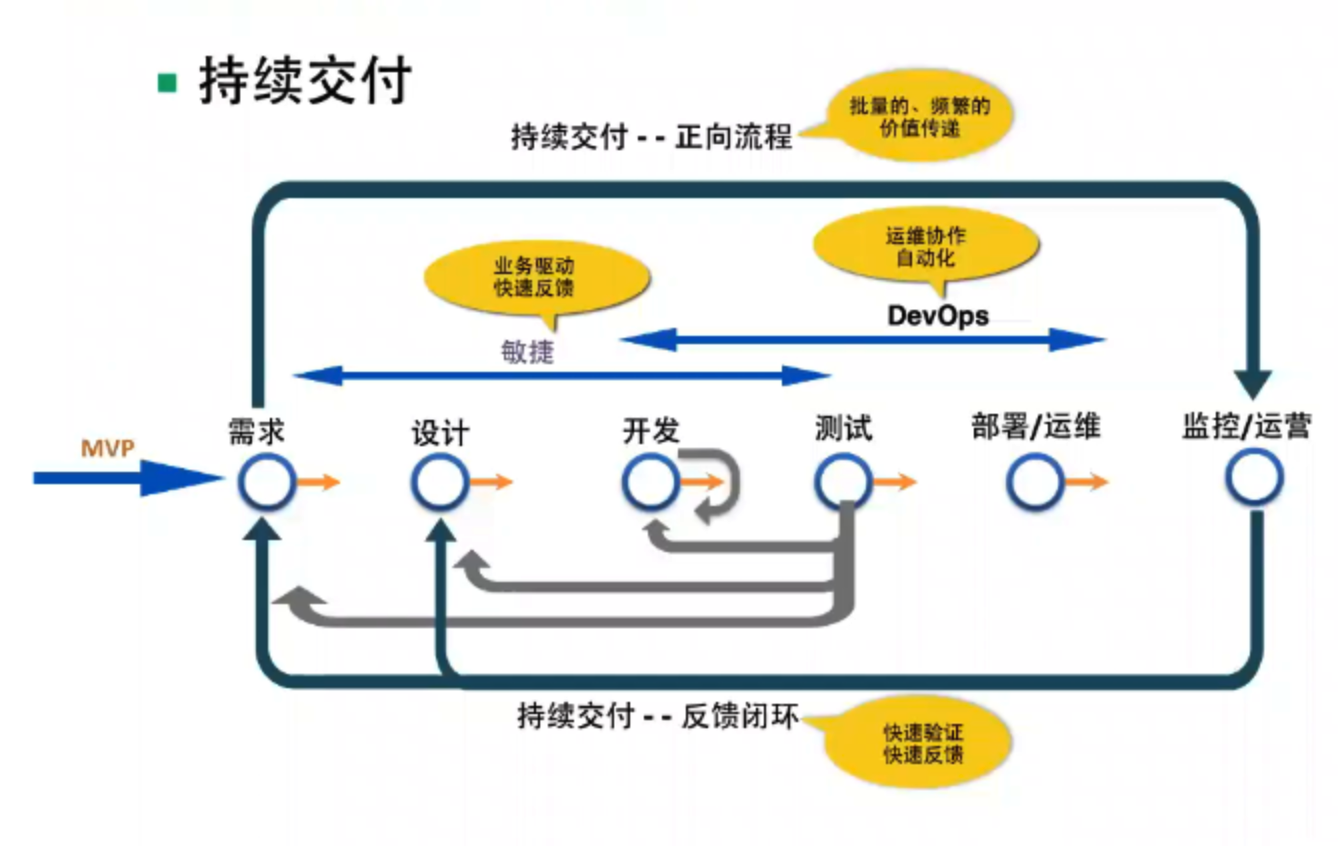 持续交付
持续交付 - - 正向流程
批量的、频繁的
价值传递
运维协作
自动化
业务驱动
快速反馈
DevOps
敏捷
MVP
需求
设计
开发
测试
部署/运维
监控/运营
持续交付 - - 反馈闭环
快速验证
快速反馈